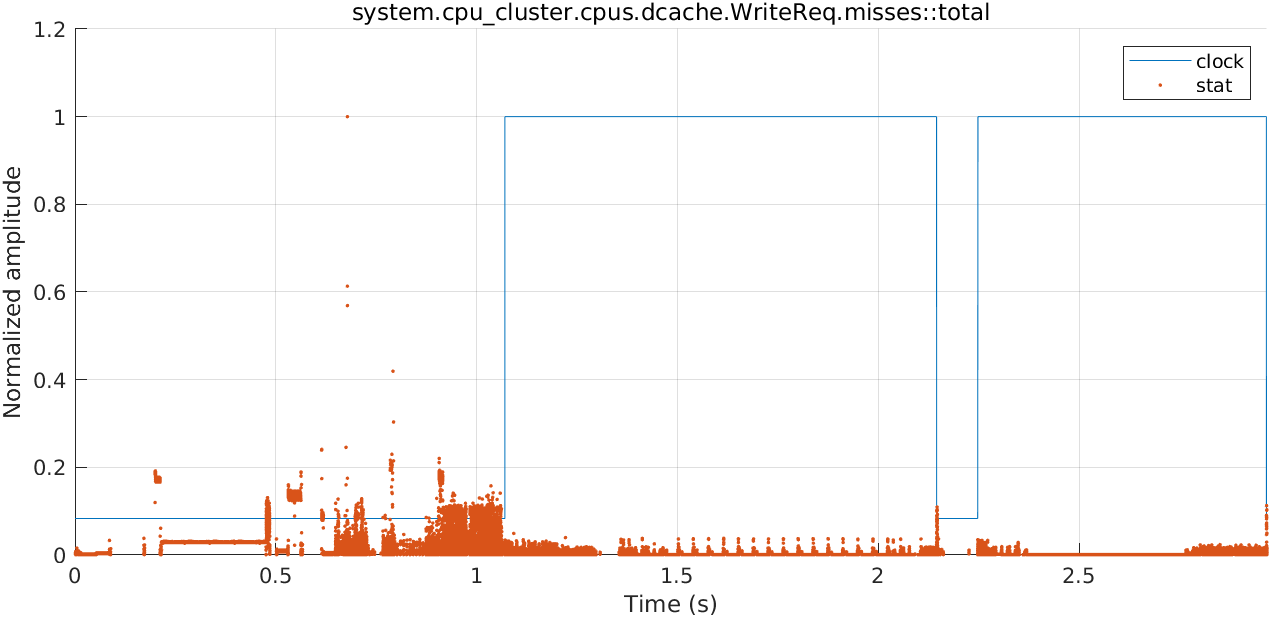 system.cpu_cluster.cpus.dcache.WriteReq.misses::total
1.2
1
0.8
0.6
0.4
0.2
0
Normalized amplitude
clock
stat
0 0.5 1 1.5 2 2.5
Time (s)